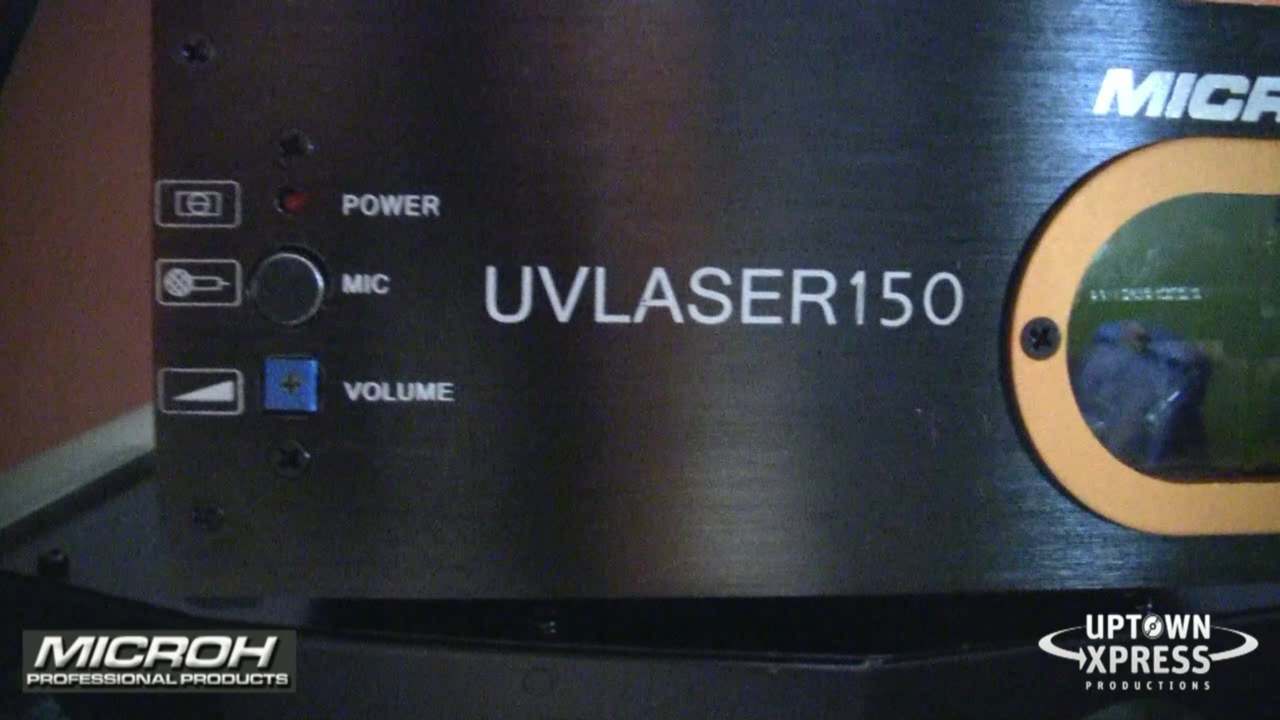 MICR
POWER
MIC
UVLASER150
VOLUME
MICROH
PROFESSIONAL PRODUCTS
UPTOWN
XPRESS
PRODUCTIONS